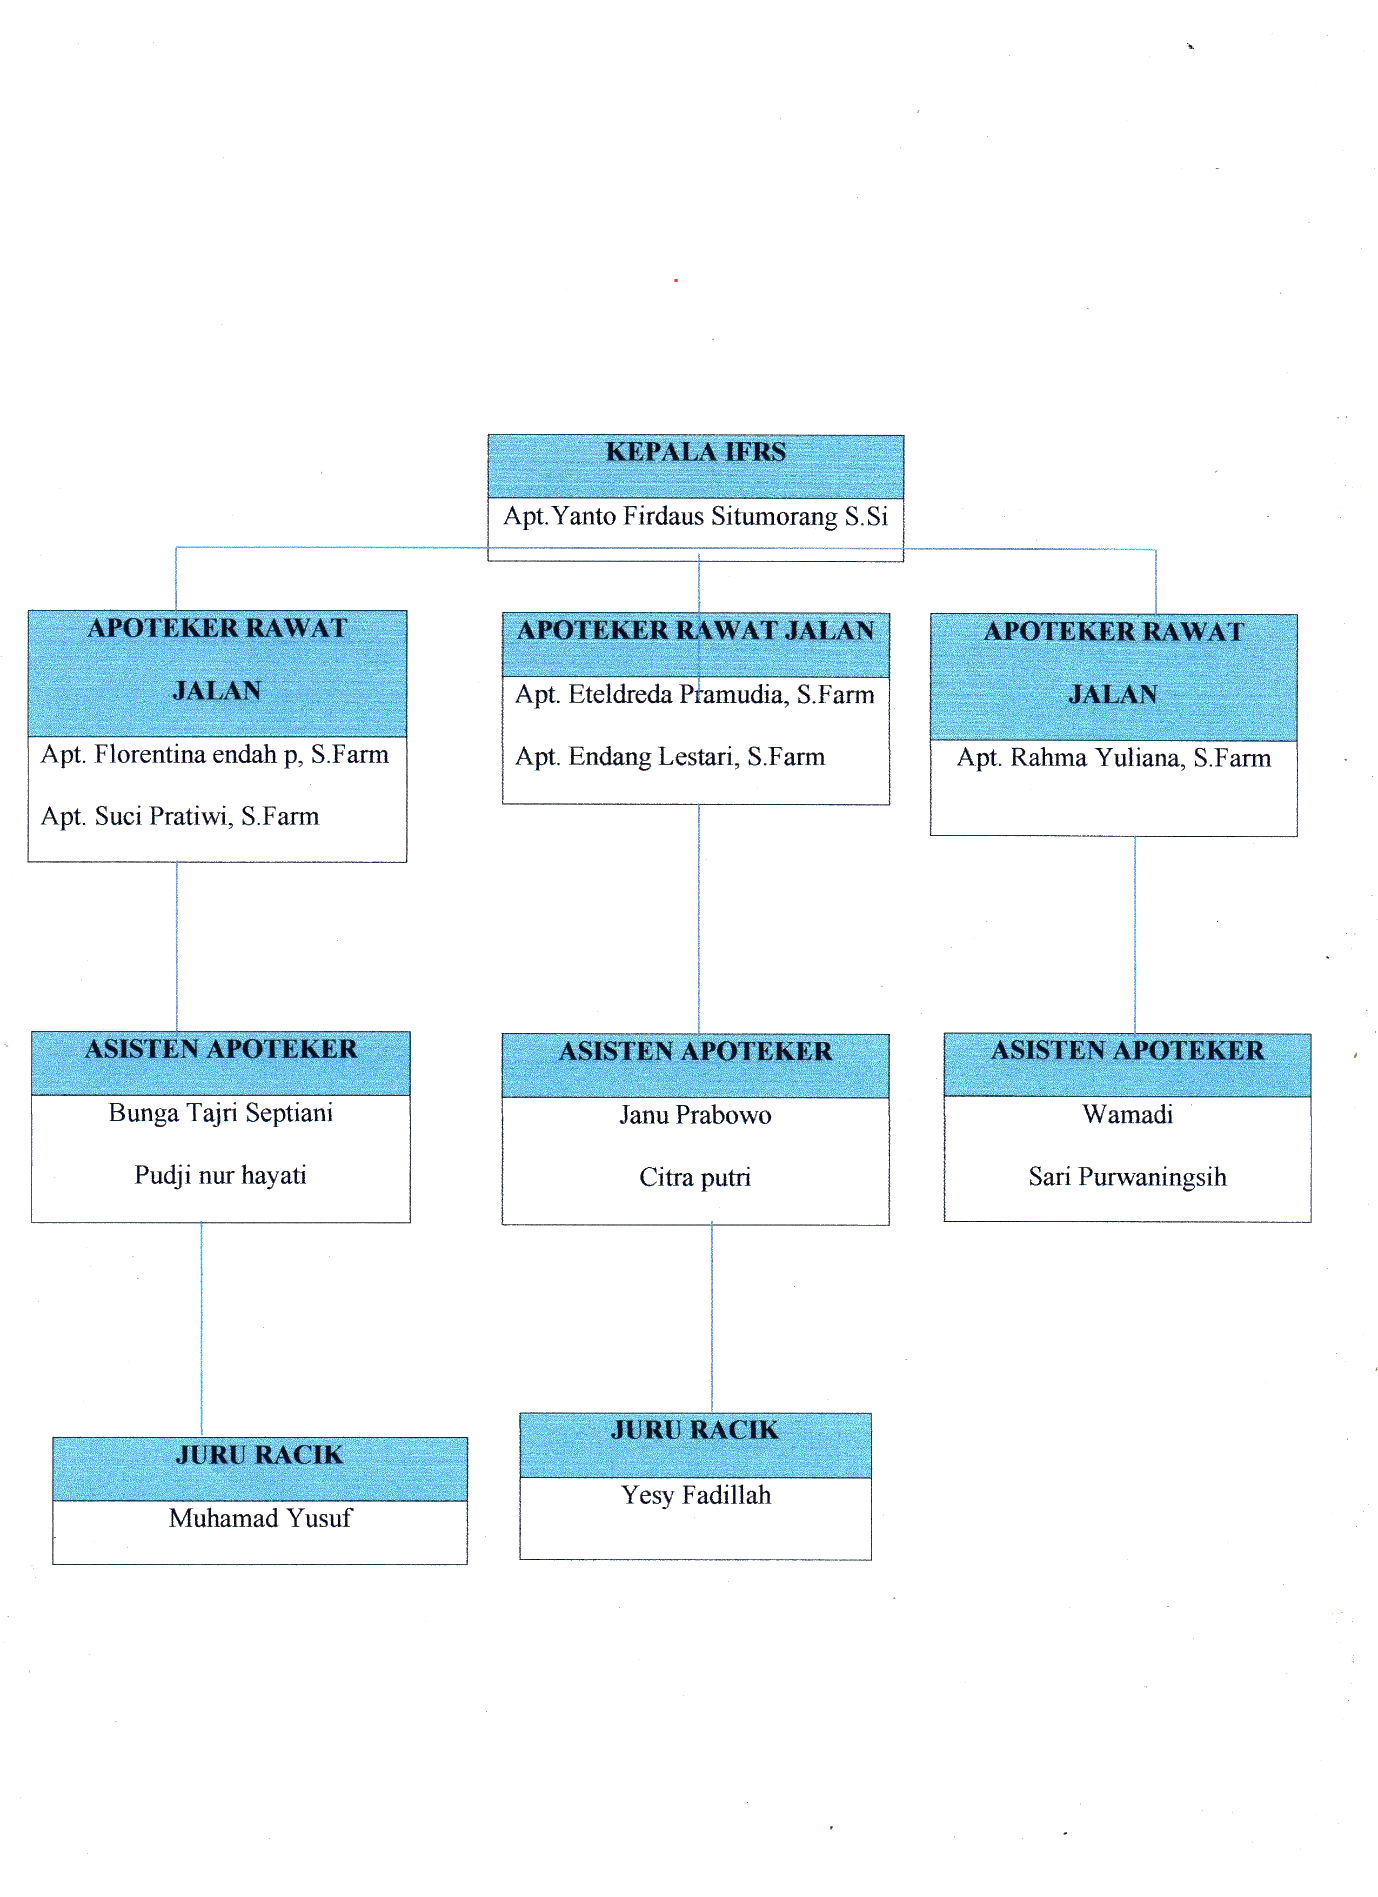 KEPALA IFRS
Apt.Yanto Firdaus Situmorang S.Si
APOTEKER RAWAT
JALAN
Apt. Florentina endah p, S.Farm
Apt. Suci Pratiwi, S.Farm
APOTEKER RAWAT JALAN
Apt. Eteldreda Pramudia, S.Farm
Apt. Endang Lestari, S.Farm
APOTEKER RAWAT
JALAN
Apt. Rahma Yuliana, S.Farm
ASISTEN APOTEKER
Bunga Tajri Septiani
Pudji nur hayati
ASISTEN APOTEKER
Janu Prabowo
Citra putri
ASISTEN APOTEKER
Wamadi
Sari Purwaningsih
JURU RACIK
Muhamad Yusuf
JURU RACIK
Yesy Fadillah